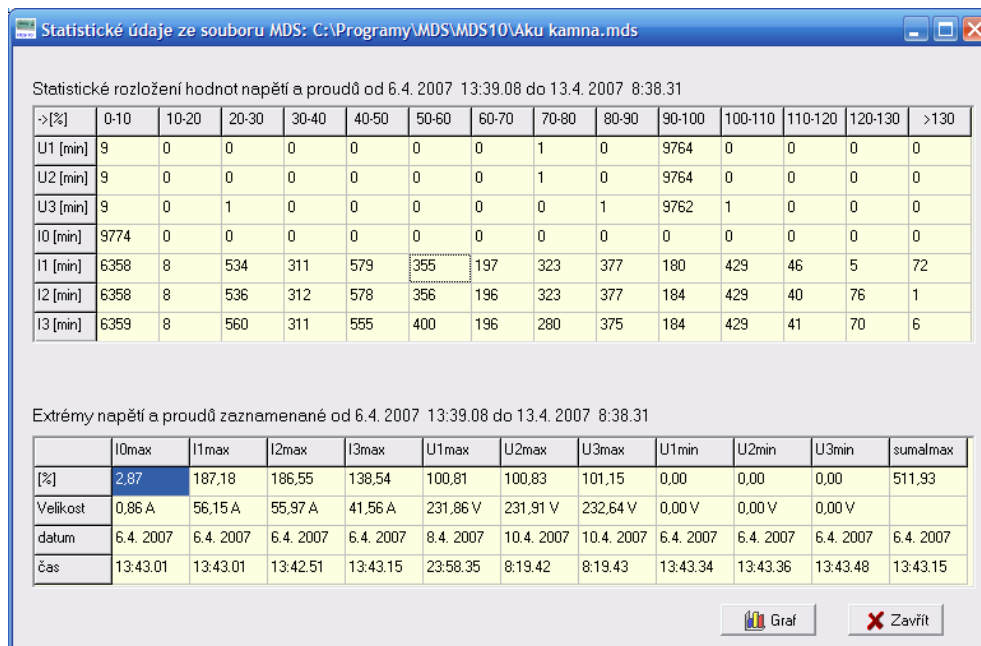 Statistické údaje ze souboru MDS: C:\Programy\MDS\MDS10\Aku kamna.mds
Statistické rozložení hodnot napětí a proudů od 6.4. 2007 13:39.08 do 13.4. 2007 8:38.31
->[%] 0-10 10-20 20-30 30-40 40-50 50-60 60-70 70-80 80-90 90-100 100-110 110-120 120-130 >130
U1 [min] 9 0 0 0 0 0 0 1 0 9764 0 0 0 0
U2 [min] 9 0 0 0 0 0 0 1 0 9764 0 0 0 0
U3 [min] 9 0 1 0 0 0 0 0 1 9762 1 0 0 0
I0 [min] 9774 0 0 0 0 0 0 0 0 0 0 0 0 0
I1 [min] 6358 8 534 311 579 355 197 323 377 180 429 46 5 72
I2 [min] 6358 8 536 312 578 356 196 323 377 184 429 40 76 1
I3 [min] 6359 8 560 311 555 400 196 280 375 184 429 41 70 6
Extrémy napětí a proudů zaznamenané od 6.4. 2007 13:39.08 do 13.4. 2007 8:38.31
I0max I1max I2max I3max U1max U2max U3max U1min U2min U3min sumaImax
[%] 2,87 187,18 186,55 138,54 100,81 100,83 101,15 0,00 0,00 0,00 511,93
Velikost 0,86 A 56,15 A 55,97 A 41,56 A 231,86 V 231,91 V 232,64 V 0,00 V 0,00 V 0,00 V
datum 6.4. 2007 6.4. 2007 6.4. 2007 6.4. 2007 8.4. 2007 10.4. 2007 10.4. 2007 6.4. 2007 6.4. 2007 6.4. 2007 6.4. 2007
čas 13:43.01 13:43.01 13:42.51 13:43.15 23:58.35 8:19.42 8:19.43 13:43.34 13:43.36 13:43.48 13:43.15
Graf Zavřít